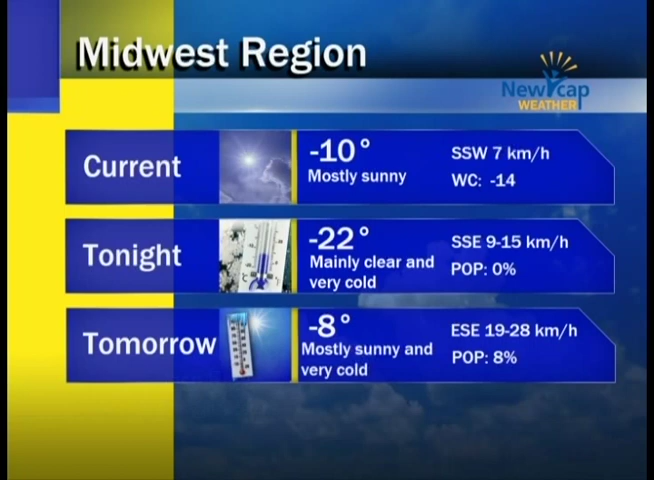 Midwest Region
Newcap
WEATHER
Current
-10°
Mostly sunny
SSW 7 km/h
WC: -14
Tonight
-22°
Mainly clear and
very cold
SSE 9-15 km/h
POP: 0%
Tomorrow
-8°
Mostly sunny and
very cold
ESE 19-28 km/h
POP: 8%